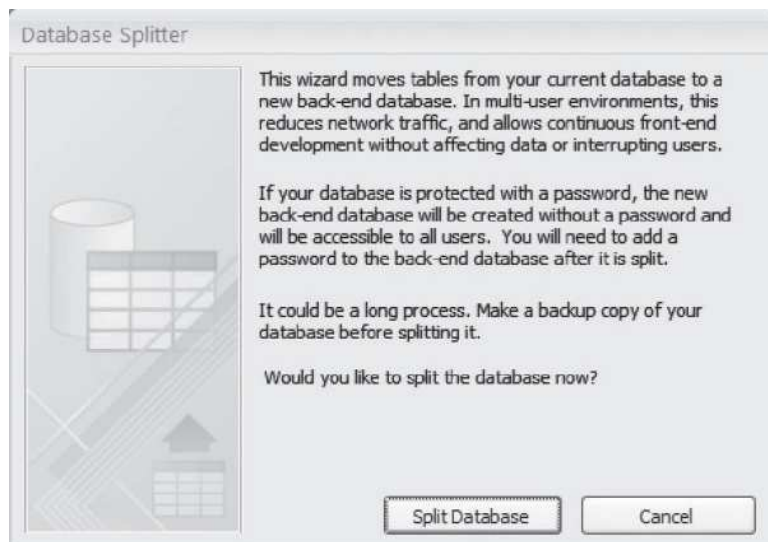 Database Splitter
This wizard moves tables from your current database to a
new back-end database. In multi-user environments, this
reduces network traffic, and allows continuous front-end
development without affecting data or interrupting users.
If your database is protected with a password, the new
back-end database will be created without a password and
will be accessible to all users.  You will need to add a
password to the back-end database after it is split.
It could be a long process. Make a backup copy of your
database before splitting it.
Would you like to split the database now?
Split Database
Cancel